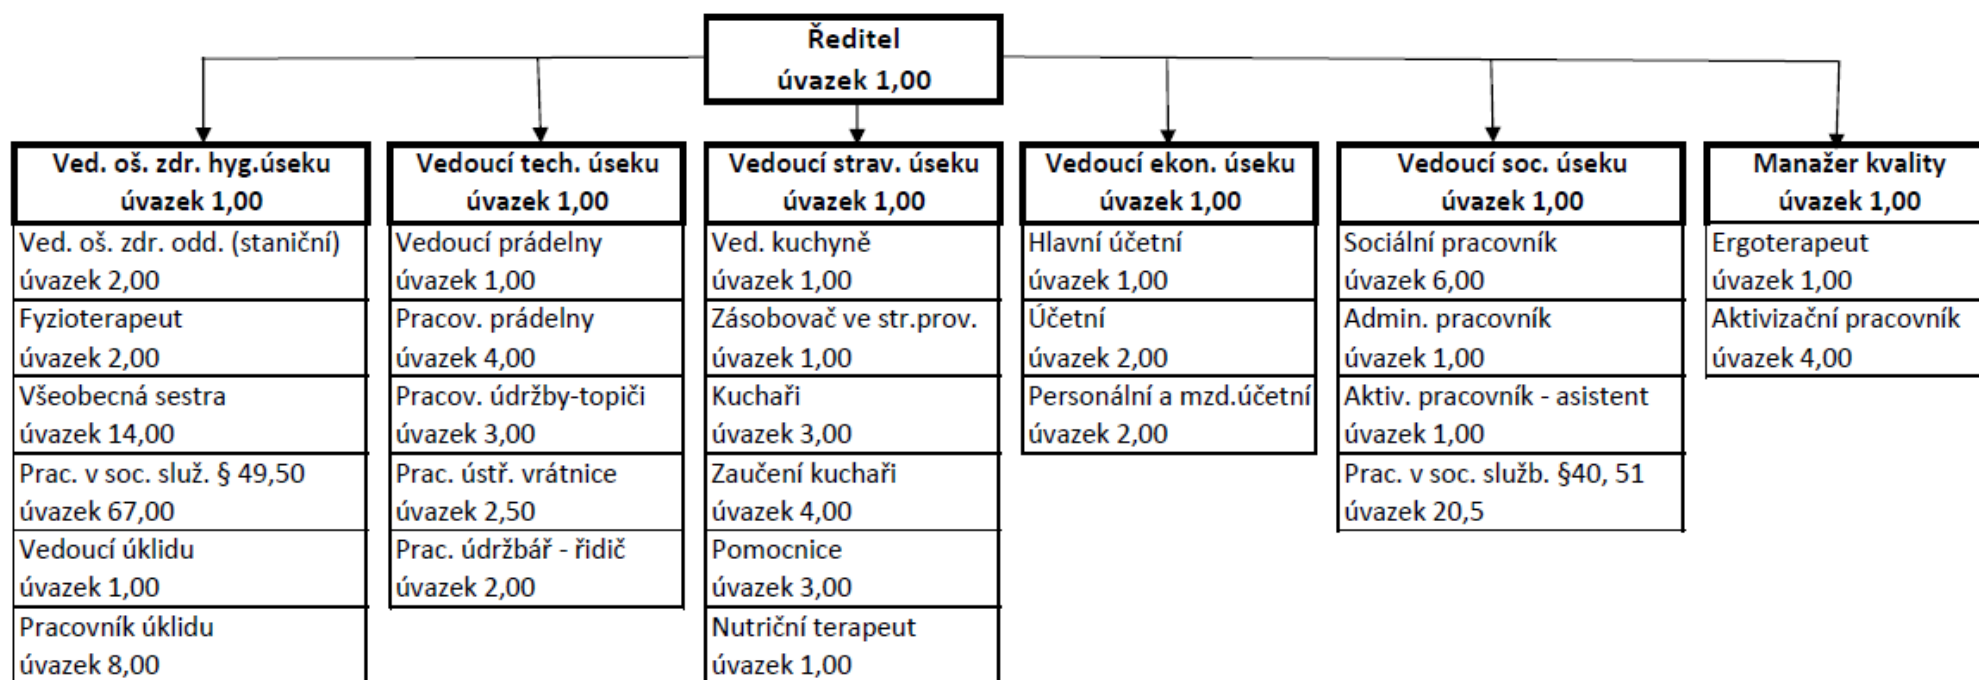 Ředitel
úvazek 1,00
Ved. oš. zdr. hyg.úseku
úvazek 1,00
Ved. oš. zdr. odd. (staniční)
úvazek 2,00
Fyzioterapeut
úvazek 2,00
Všeobecná sestra
úvazek 14,00
Prac. v soc. služ. § 49,50
úvazek 67,00
Vedoucí úklidu
úvazek 1,00
Pracovník úklidu
úvazek 8,00
Vedoucí tech. úseku
úvazek 1,00
Vedoucí prádelny
úvazek 1,00
Pracov. prádelny
úvazek 4,00
Pracov. údržby-topiči
úvazek 3,00
Prac. ústř. vrátnice
úvazek 2,50
Prac. údržbář - řidič
úvazek 2,00
Vedoucí strav. úseku
úvazek 1,00
Ved. kuchyně
úvazek 1,00
Zásobovač ve str.prov.
úvazek 1,00
Kuchaři
úvazek 3,00
Zaučení kuchaři
úvazek 4,00
Pomocnice
úvazek 3,00
Nutriční terapeut
úvazek 1,00
Vedoucí ekon. úseku
úvazek 1,00
Hlavní účetní
úvazek 1,00
Účetní
úvazek 2,00
Personální a mzd.účetní
úvazek 2,00
Vedoucí soc. úseku
úvazek 1,00
Sociální pracovník
úvazek 6,00
Admin. pracovník
úvazek 1,00
Aktiv. pracovník - asistent
úvazek 1,00
Prac. v soc. služb. §40, 51
úvazek 20,5
Manažer kvality
úvazek 1,00
Ergoterapeut
úvazek 1,00
Aktivizační pracovník
úvazek 4,00